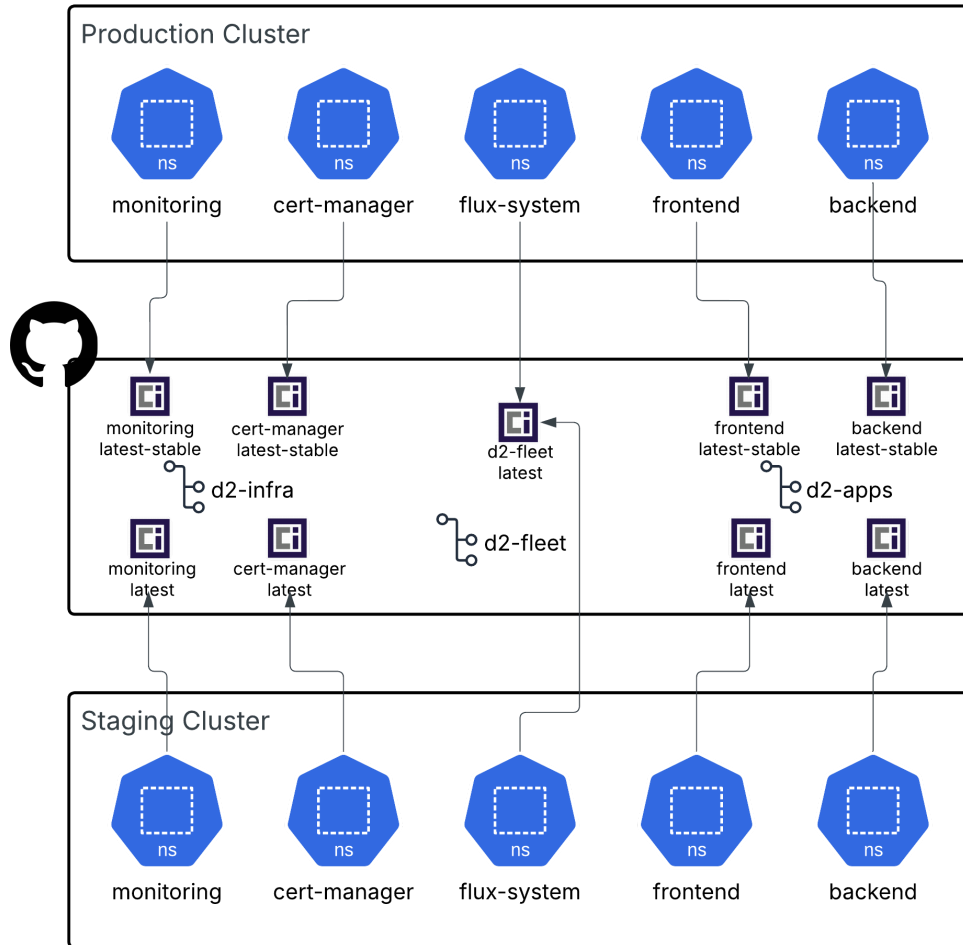 Production Cluster
ns
ns
ns
ns
ns
monitoring
cert-manager
flux-system
frontend
backend
monitoring
latest-stable
cert-manager
latest-stable
d2-fleet
latest
frontend
latest-stable
backend
latest-stable
d2-infra
d2-fleet
d2-apps
monitoring
latest
cert-manager
latest
frontend
latest
backend
latest
Staging Cluster
ns
ns
ns
ns
ns
monitoring
cert-manager
flux-system
frontend
backend